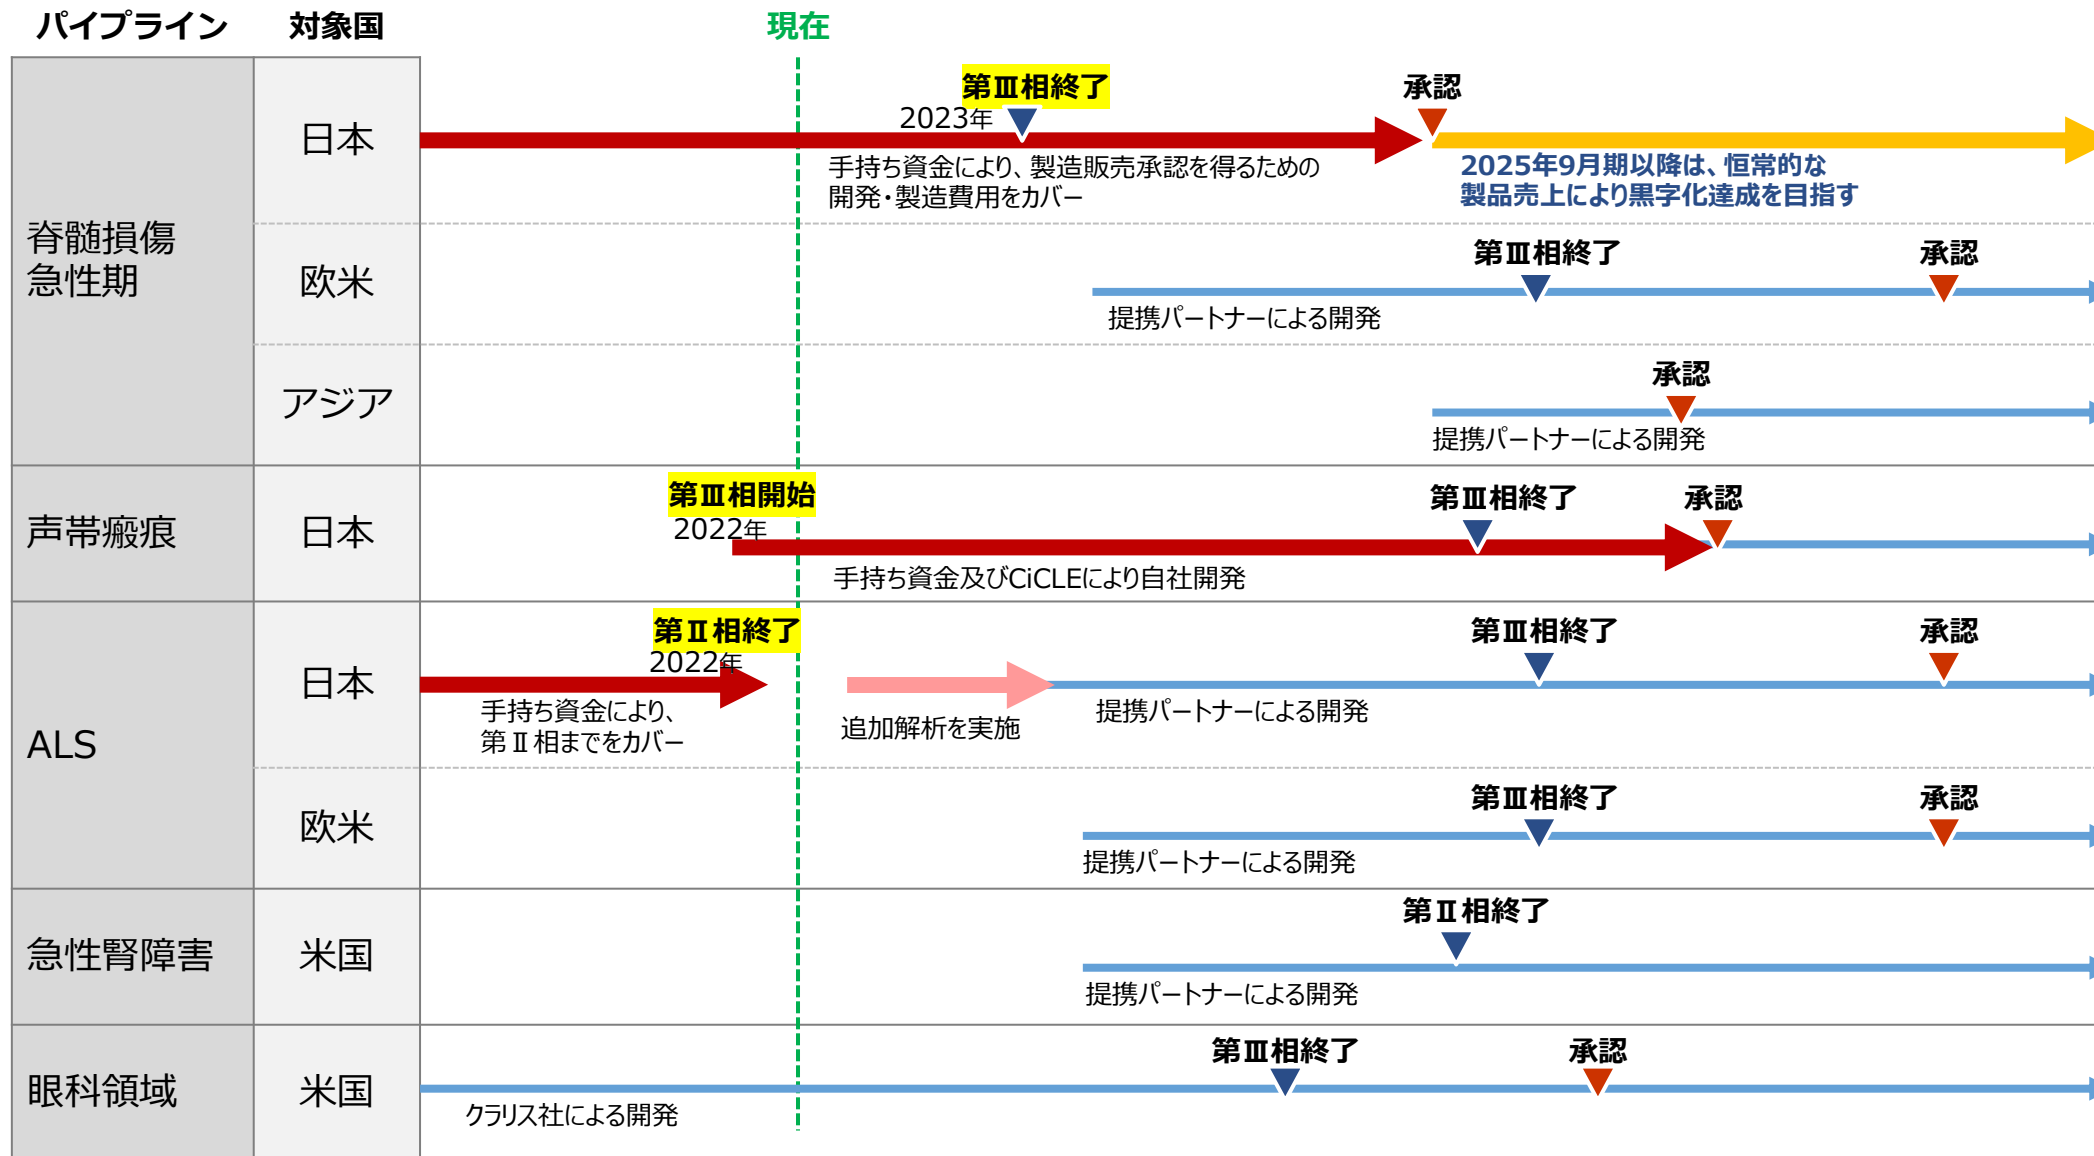 パイプライン
対象国
現在
脊髄損傷
急性期
日本
第Ⅲ相終了
2023年
承認
手持ち資金により、製造販売承認を得るための
開発・製造費用をカバー
2025年9月期以降は、恒常的な
製品売上により黒字化達成を目指す
欧米
第Ⅲ相終了
承認
提携パートナーによる開発
アジア
承認
提携パートナーによる開発
声帯瘢痕
日本
第Ⅲ相開始
2022年
第Ⅲ相終了
承認
手持ち資金及びCiCLEにより自社開発
ALS
日本
第Ⅱ相終了
2022年
第Ⅲ相終了
承認
手持ち資金により、
第Ⅱ相までをカバー
追加解析を実施
提携パートナーによる開発
欧米
第Ⅲ相終了
承認
提携パートナーによる開発
急性腎障害
米国
第Ⅱ相終了
提携パートナーによる開発
眼科領域
米国
第Ⅲ相終了
承認
クラリス社による開発